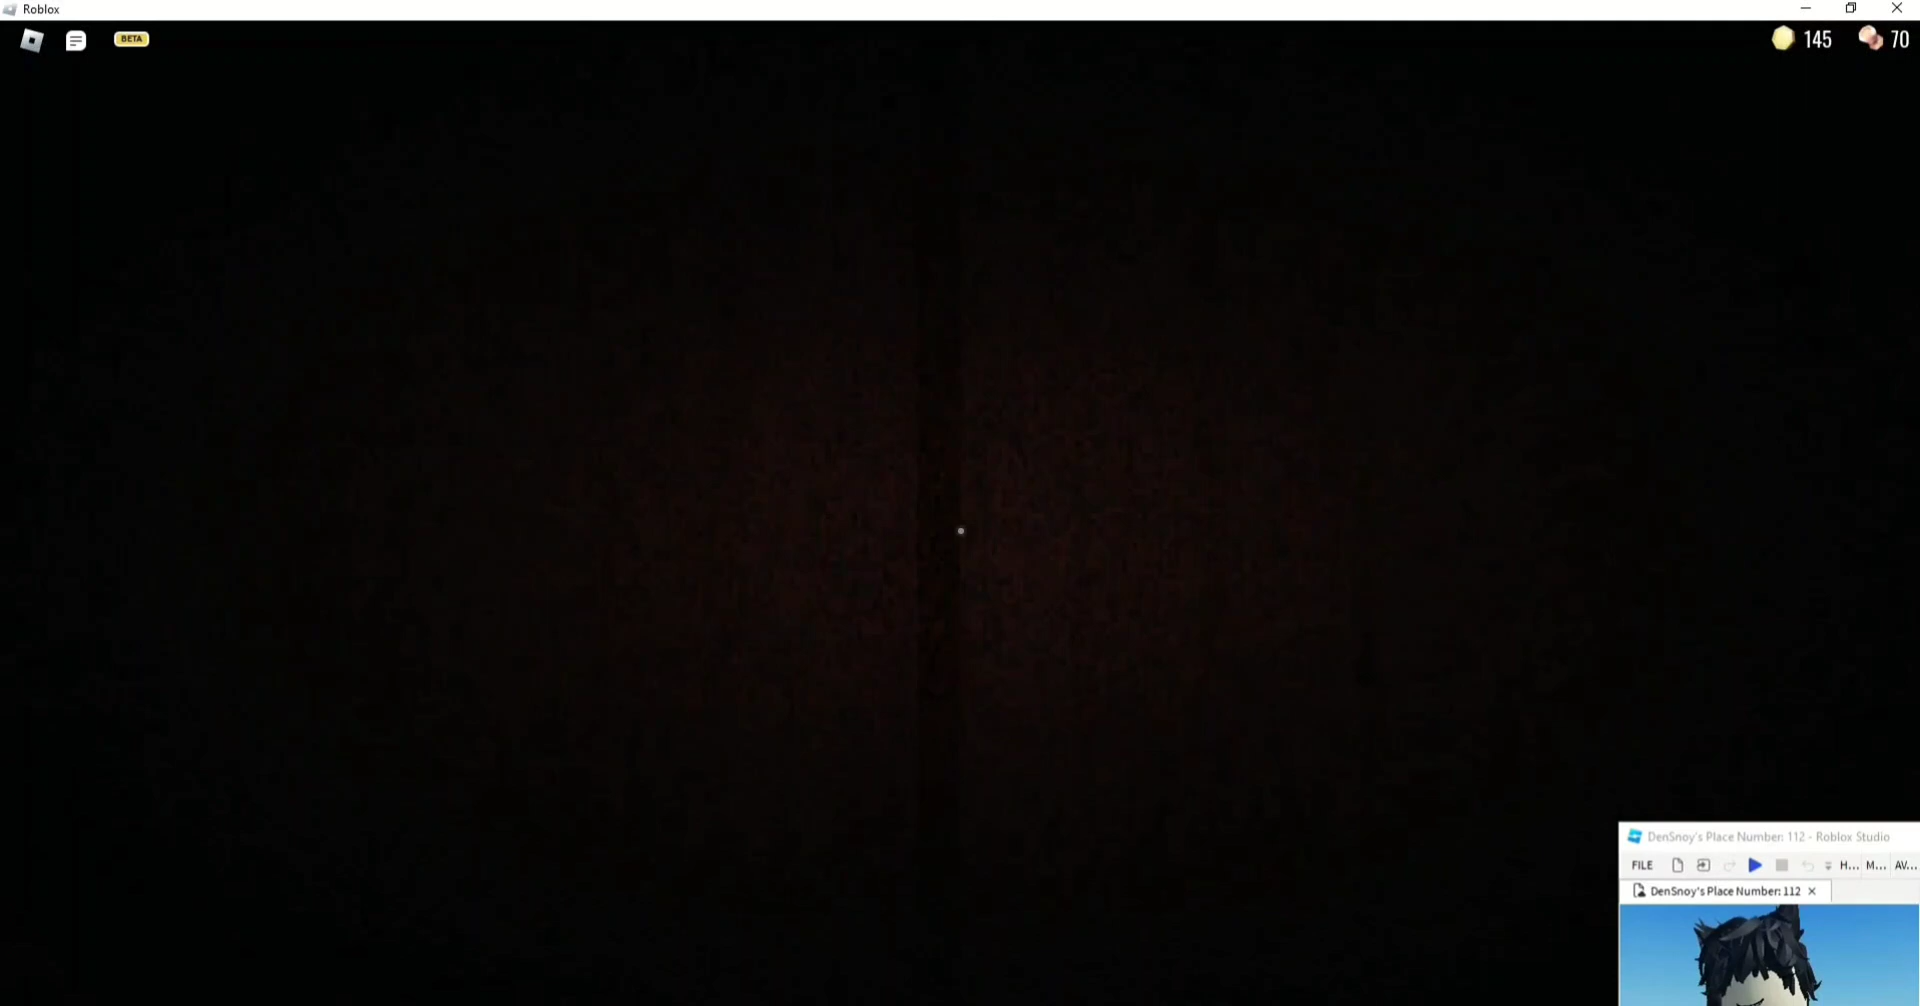 Roblox
BETA
145
70
DenSnoy's Place Number: 112 - Roblox Studio
FILE
H...
M...
AV...
DenSnoy's Place Number: 112